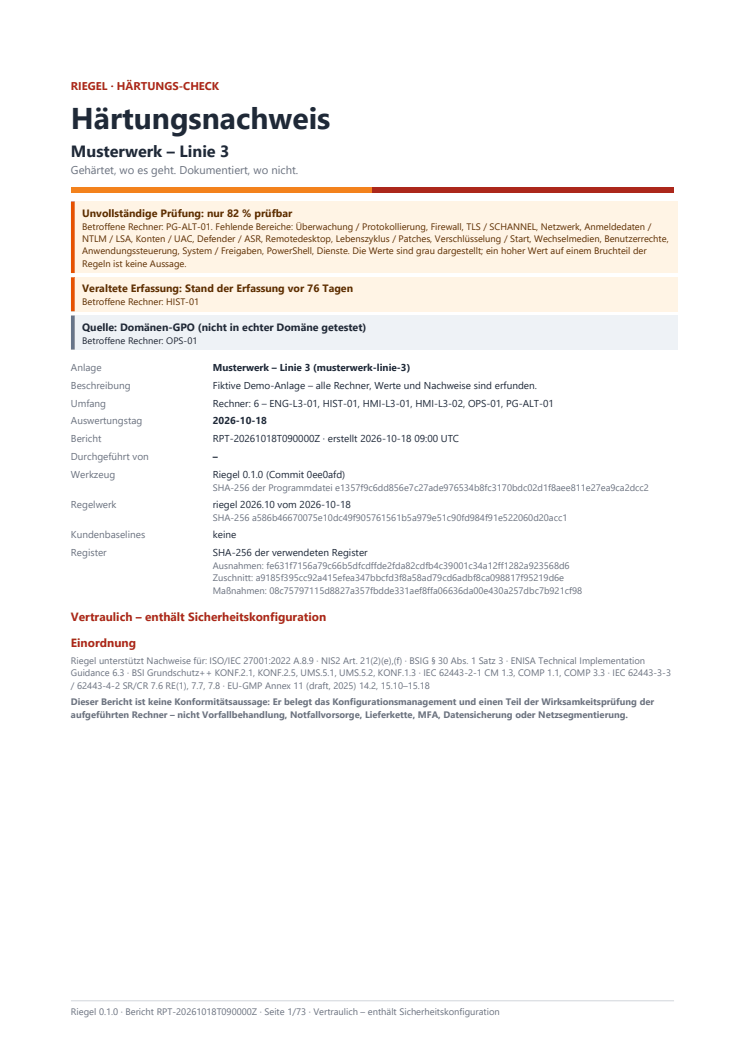 RIEGEL · HÄRTUNGS-CHECK
Härtungsnachweis
Musterwerk – Linie 3
Gehärtet, wo es geht. Dokumentiert, wo nicht.
Unvollständige Prüfung: nur 82 % prüfbar
Betroffene Rechner: PG-ALT-01. Fehlende Bereiche: Überwachung / Protokollierung, Firewall, TLS / SCHANNEL, Netzwerk, Anmeldedaten /
NTLM / LSA, Konten / UAC, Defender / ASR, Remotedesktop, Lebenszyklus / Patches, Verschlüsselung / Start, Wechselmedien, Benutzerrechte,
Anwendungssteuerung, System / Freigaben, PowerShell, Dienste. Die Werte sind grau dargestellt; ein hoher Wert auf einem Bruchteil der
Regeln ist keine Aussage.
Veraltete Erfassung: Stand der Erfassung vor 76 Tagen
Betroffene Rechner: HIST-01
Quelle: Domänen-GPO (nicht in echter Domäne getestet)
Betroffene Rechner: OPS-01
Anlage Musterwerk – Linie 3 (musterwerk-linie-3)
Beschreibung Fiktive Demo-Anlage – alle Rechner, Werte und Nachweise sind erfunden.
Umfang Rechner: 6 – ENG-L3-01, HIST-01, HMI-L3-01, HMI-L3-02, OPS-01, PG-ALT-01
Auswertungstag 2026-10-18
Bericht RPT-20261018T090000Z · erstellt 2026-10-18 09:00 UTC
Durchgeführt von –
Werkzeug Riegel 0.1.0 (Commit 0ee0afd)
SHA-256 der Programmdatei e1357f9c6dd856e7c27ade976534b8fc3170bdc02d1f8aee811e27ea9ca2dcc2
Regelwerk riegel 2026.10 vom 2026-10-18
SHA-256 a586b46670075e10dc49f905761561b5a979e51c90fd984f91e522060d20acc1
Kundenbaselines keine
Register SHA-256 der verwendeten Register
Ausnahmen: fe631f7156a79c66b5dfcdffde2fda82cdfb4c39001c34a12ff1282a923568d6
Zuschnitt: a9185f395cc92a415efea347bbcfd3f8a58ad79cd6adbf8ca098817f95219d6e
Maßnahmen: 08c75797115d8827a357fbdde331aef8ffa06636da00e430a257dbc7b921cf98
Vertraulich – enthält Sicherheitskonfiguration
Einordnung
Riegel unterstützt Nachweise für: ISO/IEC 27001:2022 A.8.9 · NIS2 Art. 21(2)(e),(f) · BSIG § 30 Abs. 1 Satz 3 · ENISA Technical Implementation
Guidance 6.3 · BSI Grundschutz++ KONF.2.1, KONF.2.5, UMS.5.1, UMS.5.2, KONF.1.3 · IEC 62443-2-1 CM 1.3, COMP 1.1, COMP 3.3 · IEC 62443-3-3
/ 62443-4-2 SR/CR 7.6 RE(1), 7.7, 7.8 · EU-GMP Annex 11 (draft, 2025) 14.2, 15.10–15.18
Dieser Bericht ist keine Konformitätsaussage: Er belegt das Konfigurationsmanagement und einen Teil der Wirksamkeitsprüfung der
aufgeführten Rechner – nicht Vorfallbehandlung, Notfallvorsorge, Lieferkette, MFA, Datensicherung oder Netzsegmentierung.
Riegel 0.1.0 · Bericht RPT-20261018T090000Z · Seite 1/73 · Vertraulich – enthält Sicherheitskonfiguration